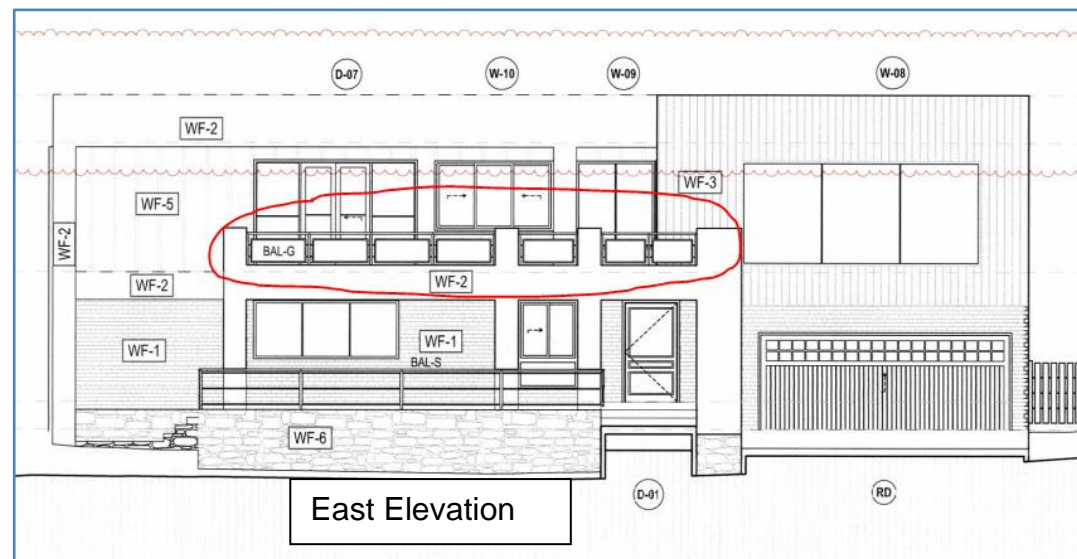 D-07
W-10
W-09
W-08
WF-2
WF-3
WF-5
WF-2
BAL-G
WF-2
WF-2
WF-1
WF-1
BAL-S
WF-6
East Elevation
D-01
RD